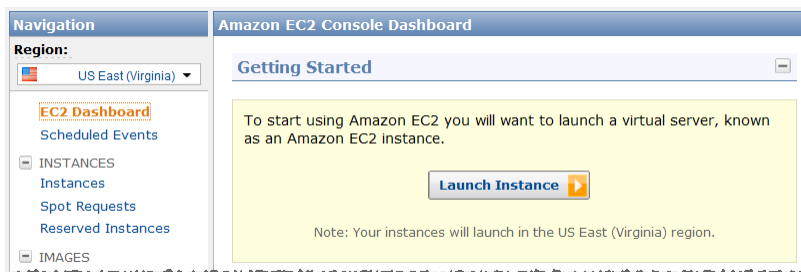 Navigation
Region:
US East (Virginia)
EC2 Dashboard
Scheduled Events
INSTANCES
Instances
Spot Requests
Reserved Instances
IMAGES
Amazon EC2 Console Dashboard
Getting Started
To start using Amazon EC2 you will want to launch a virtual server, known
as an Amazon EC2 instance.
Launch Instance
Note: Your instances will launch in the US East (Virginia) region.